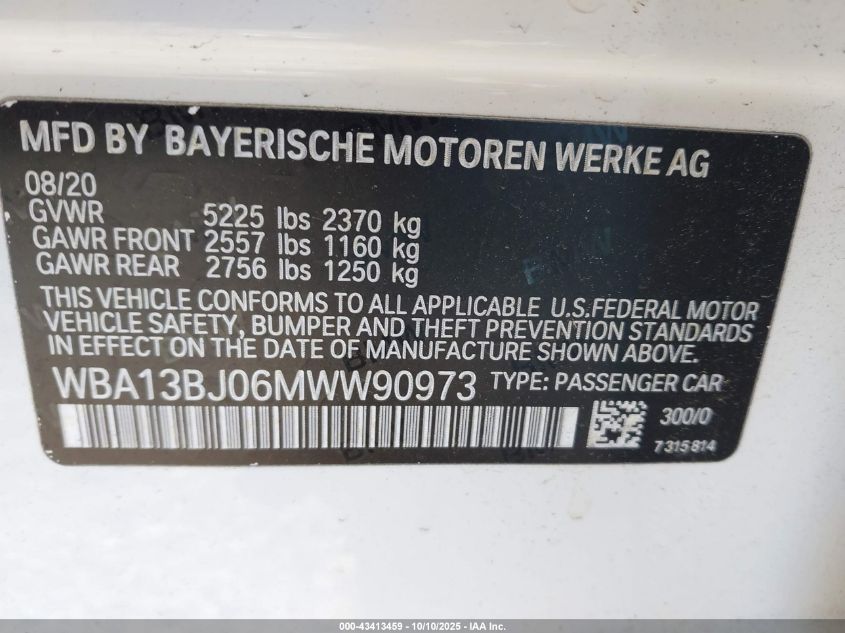 MFD BY BAYERISCHE MOTOREN WERKE AG
08/20
GVWR 5225 lbs 2370 kg
GAWR FRONT 2557 lbs 1160 kg
GAWR REAR 2756 lbs 1250 kg
THIS VEHICLE CONFORMS TO ALL APPLICABLE U.S.FEDERAL MOTOR
VEHICLE SAFETY, BUMPER AND THEFT PREVENTION STANDARDS
IN EFFECT ON THE DATE OF MANUFACTURE SHOWN ABOVE.
WBA13BJ06MWW90973 TYPE: PASSENGER CAR
300/0
7315814
000-43413459 - 10/10/2025 - IAA Inc.